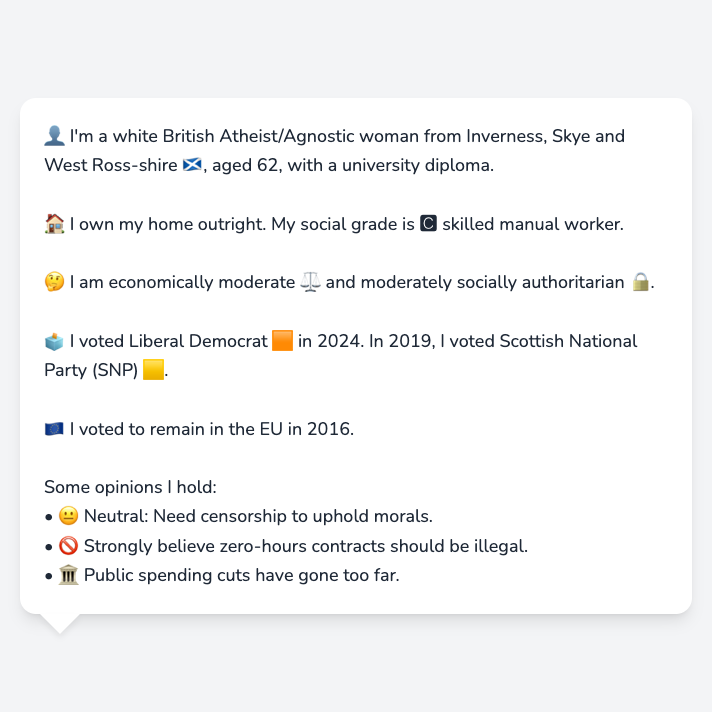 👤 I'm a white British Atheist/Agnostic woman from Inverness, Skye and
West Ross-shire 🏴󠁧󠁢󠁳󠁣󠁴󠁿, aged 62, with a university diploma.
🏠 I own my home outright. My social grade is 🅲 skilled manual worker.
🤔 I am economically moderate ⚖️ and moderately socially authoritarian 🔒.
🗳️ I voted Liberal Democrat 🟧 in 2024. In 2019, I voted Scottish National
Party (SNP) 🟨.
🇪🇺 I voted to remain in the EU in 2016.
Some opinions I hold:
• 😐 Neutral: Need censorship to uphold morals.
• 🚫 Strongly believe zero-hours contracts should be illegal.
• 🏛️ Public spending cuts have gone too far.